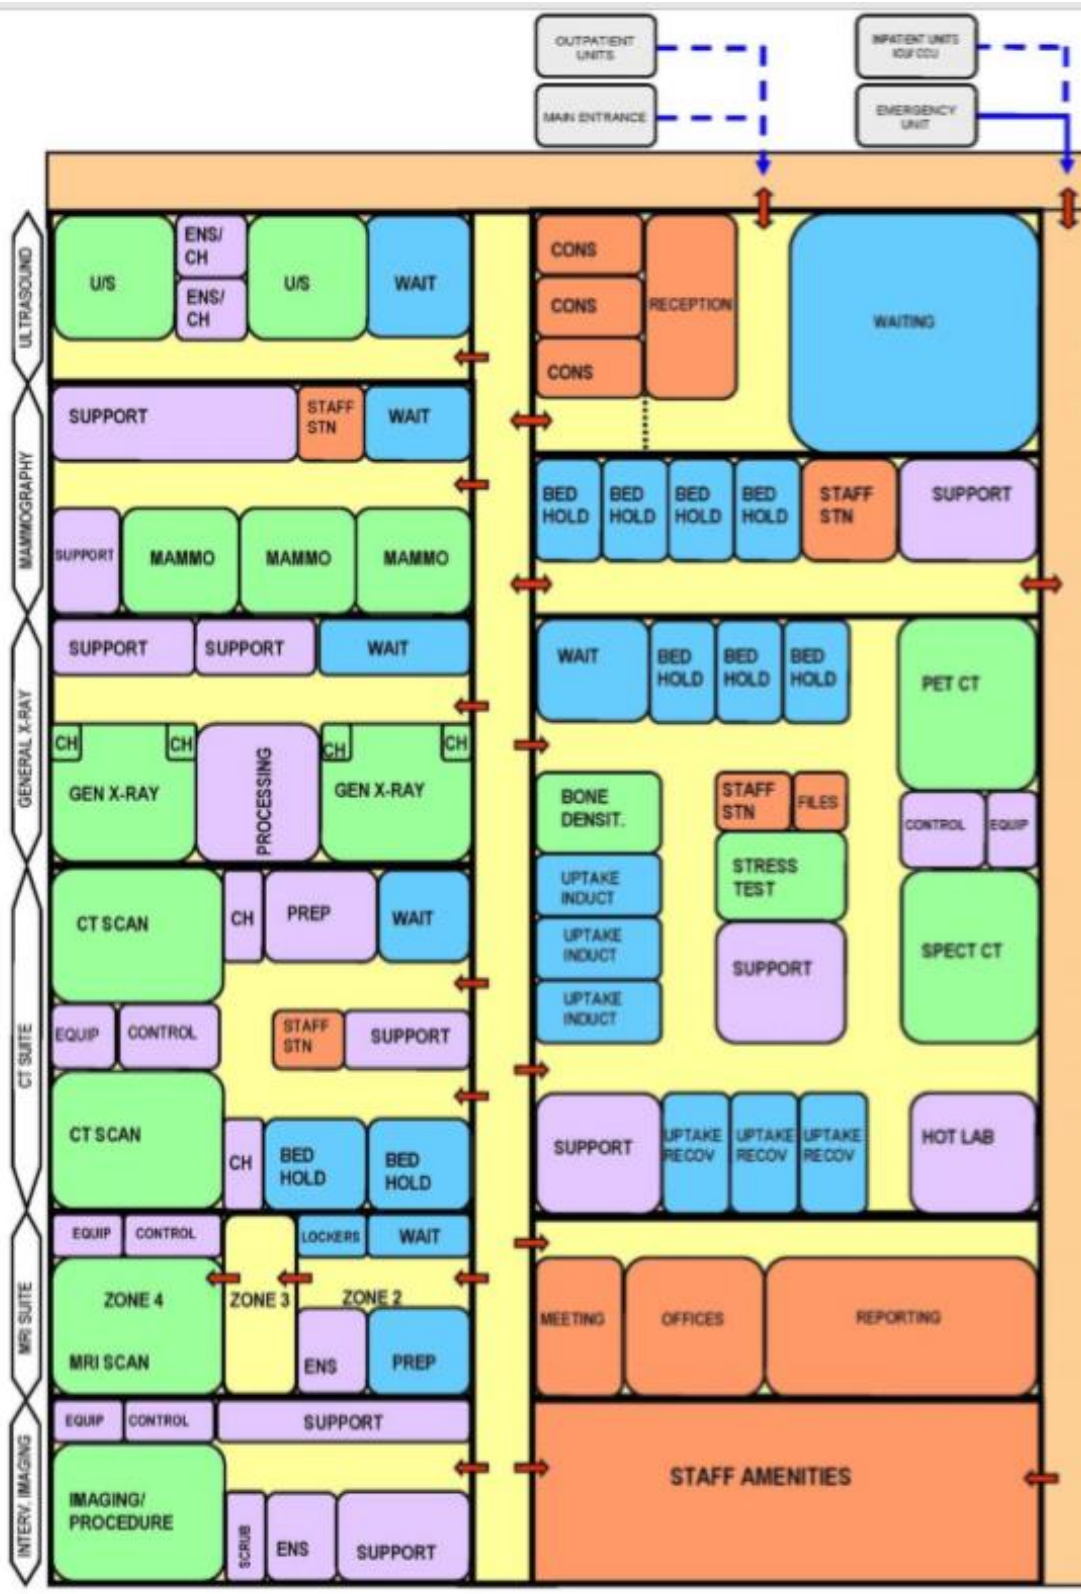 OUTPATIENT
UNITS
INPATIENT UNITS
ICU/ CCU
MAIN ENTRANCE
EMERGENCY
UNIT
ULTRASOUND
U/S
ENS/
CH
ENS/
CH
U/S
WAIT
CONS
CONS
CONS
RECEPTION
WAITING
MAMMOGRAPHY
SUPPORT
STAFF
STN
WAIT
SUPPORT
MAMMO
MAMMO
MAMMO
BED
HOLD
BED
HOLD
BED
HOLD
BED
HOLD
STAFF
STN
SUPPORT
GENERAL X-RAY
SUPPORT
SUPPORT
WAIT
CH
CH
GEN X-RAY
PROCESSING
CH
CH
GEN X-RAY
WAIT
BED
HOLD
BED
HOLD
BED
HOLD
PET CT
BONE
DENSIT.
STAFF
STN
FILES
CONTROL
EQUIP
UPTAKE
INDUCT
UPTAKE
INDUCT
UPTAKE
INDUCT
STRESS
TEST
SUPPORT
SPECT CT
CT SUITE
CT SCAN
CH
PREP
WAIT
EQUIP
CONTROL
STAFF
STN
SUPPORT
CT SCAN
CH
BED
HOLD
BED
HOLD
SUPPORT
UPTAKE
RECOV
UPTAKE
RECOV
UPTAKE
RECOV
HOT LAB
MRI SUITE
EQUIP
CONTROL
LOCKERS
WAIT
ZONE 4
ZONE 3
ZONE 2
MRI SCAN
ENS
PREP
MEETING
OFFICES
REPORTING
INTERV. IMAGING
EQUIP
CONTROL
SUPPORT
IMAGING/
PROCEDURE
SCRUB
ENS
SUPPORT
STAFF AMENITIES